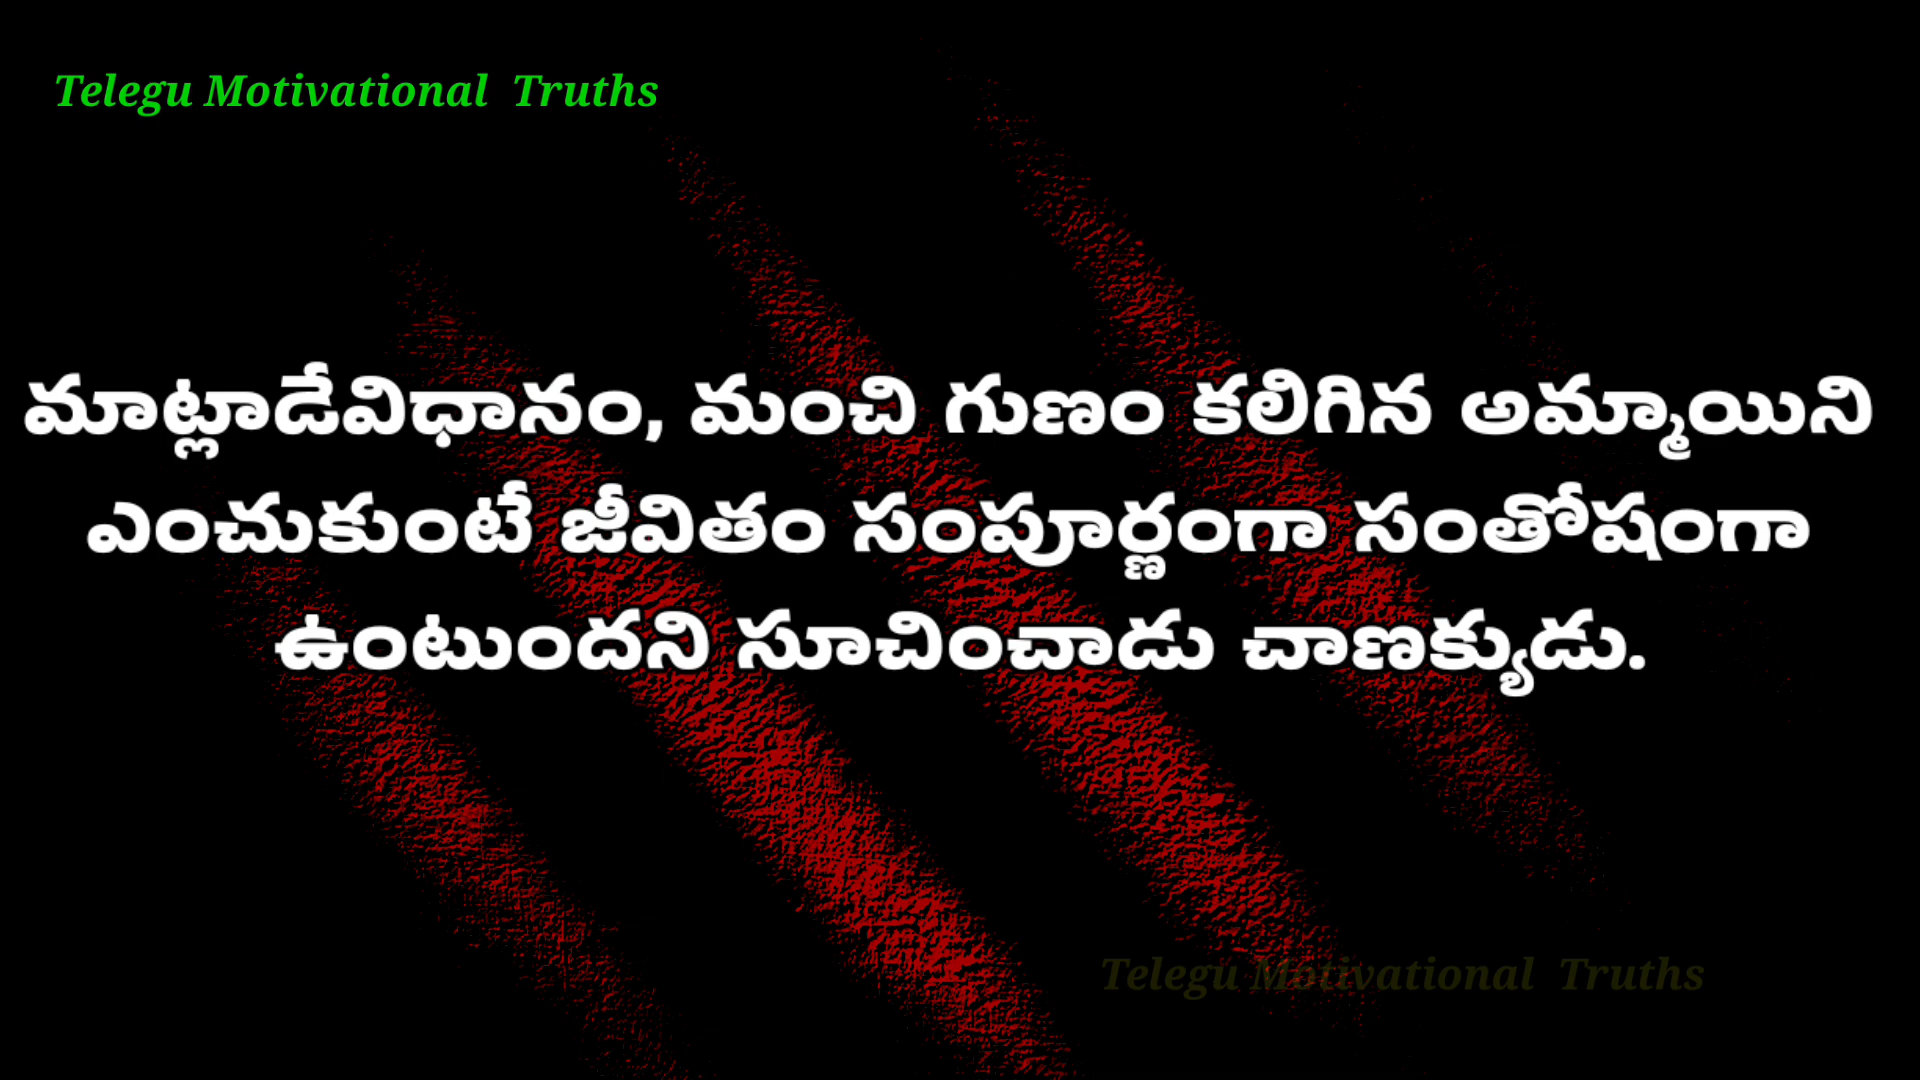 Telegu Motivational  Truths
మాట్లాడేవిధానం, మంచి గుణం కలిగిన అమ్మాయిని
ఎంచుకుంటే జీవితం సంపూర్ణంగా సంతోషంగా
ఉంటుందని సూచించాడు చాణక్యుడు.
Telegu Motivational  Truths